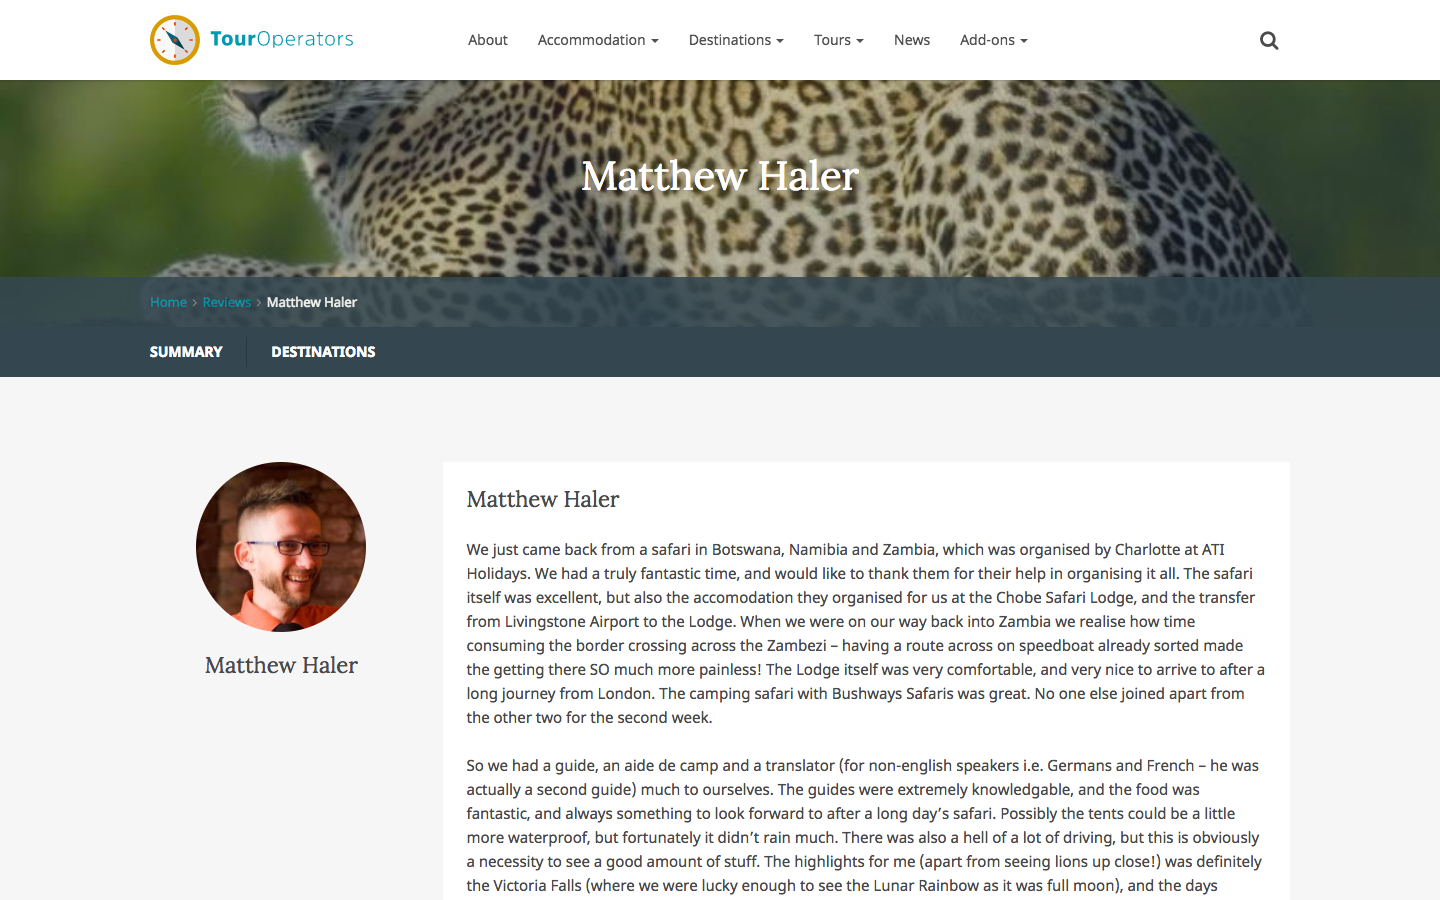 TourOperators
About Accommodation Destinations Tours News Add-ons
Matthew Haler
Home > Reviews > Matthew Haler
SUMMARY DESTINATIONS
Matthew Haler
Matthew Haler
We just came back from a safari in Botswana, Namibia and Zambia, which was organised by Charlotte at ATI
Holidays. We had a truly fantastic time, and would like to thank them for their help in organising it all. The safari
itself was excellent, but also the accomodation they organised for us at the Chobe Safari Lodge, and the transfer
from Livingstone Airport to the Lodge. When we were on our way back into Zambia we realise how time
consuming the border crossing across the Zambezi – having a route across on speedboat already sorted made
the getting there SO much more painless! The Lodge itself was very comfortable, and very nice to arrive to after a
long journey from London. The camping safari with Bushways Safaris was great. No one else joined apart from
the other two for the second week.
So we had a guide, an aide de camp and a translator (for non-english speakers i.e. Germans and French – he was
actually a second guide) much to ourselves. The guides were extremely knowledgable, and the food was
fantastic, and always something to look forward to after a long day’s safari. Possibly the tents could be a little
more waterproof, but fortunately it didn’t rain much. There was also a hell of a lot of driving, but this is obviously
a necessity to see a good amount of stuff. The highlights for me (apart from seeing lions up close!) was definitely
the Victoria Falls (where we were lucky enough to see the Lunar Rainbow as it was full moon), and the days